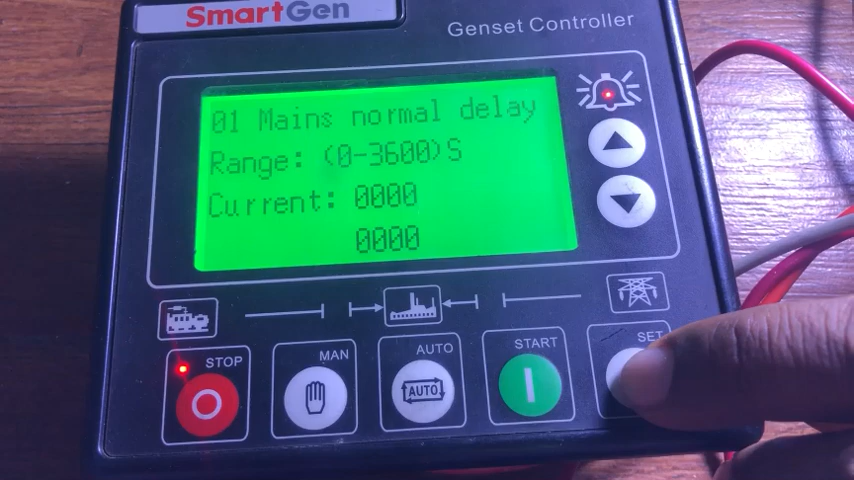 SmartGen
Genset Controller
01 Mains normal delay
Range: (0-3600)S
Current: 0000
0000
STOP
MAN
AUTO
START
SET
AUTO